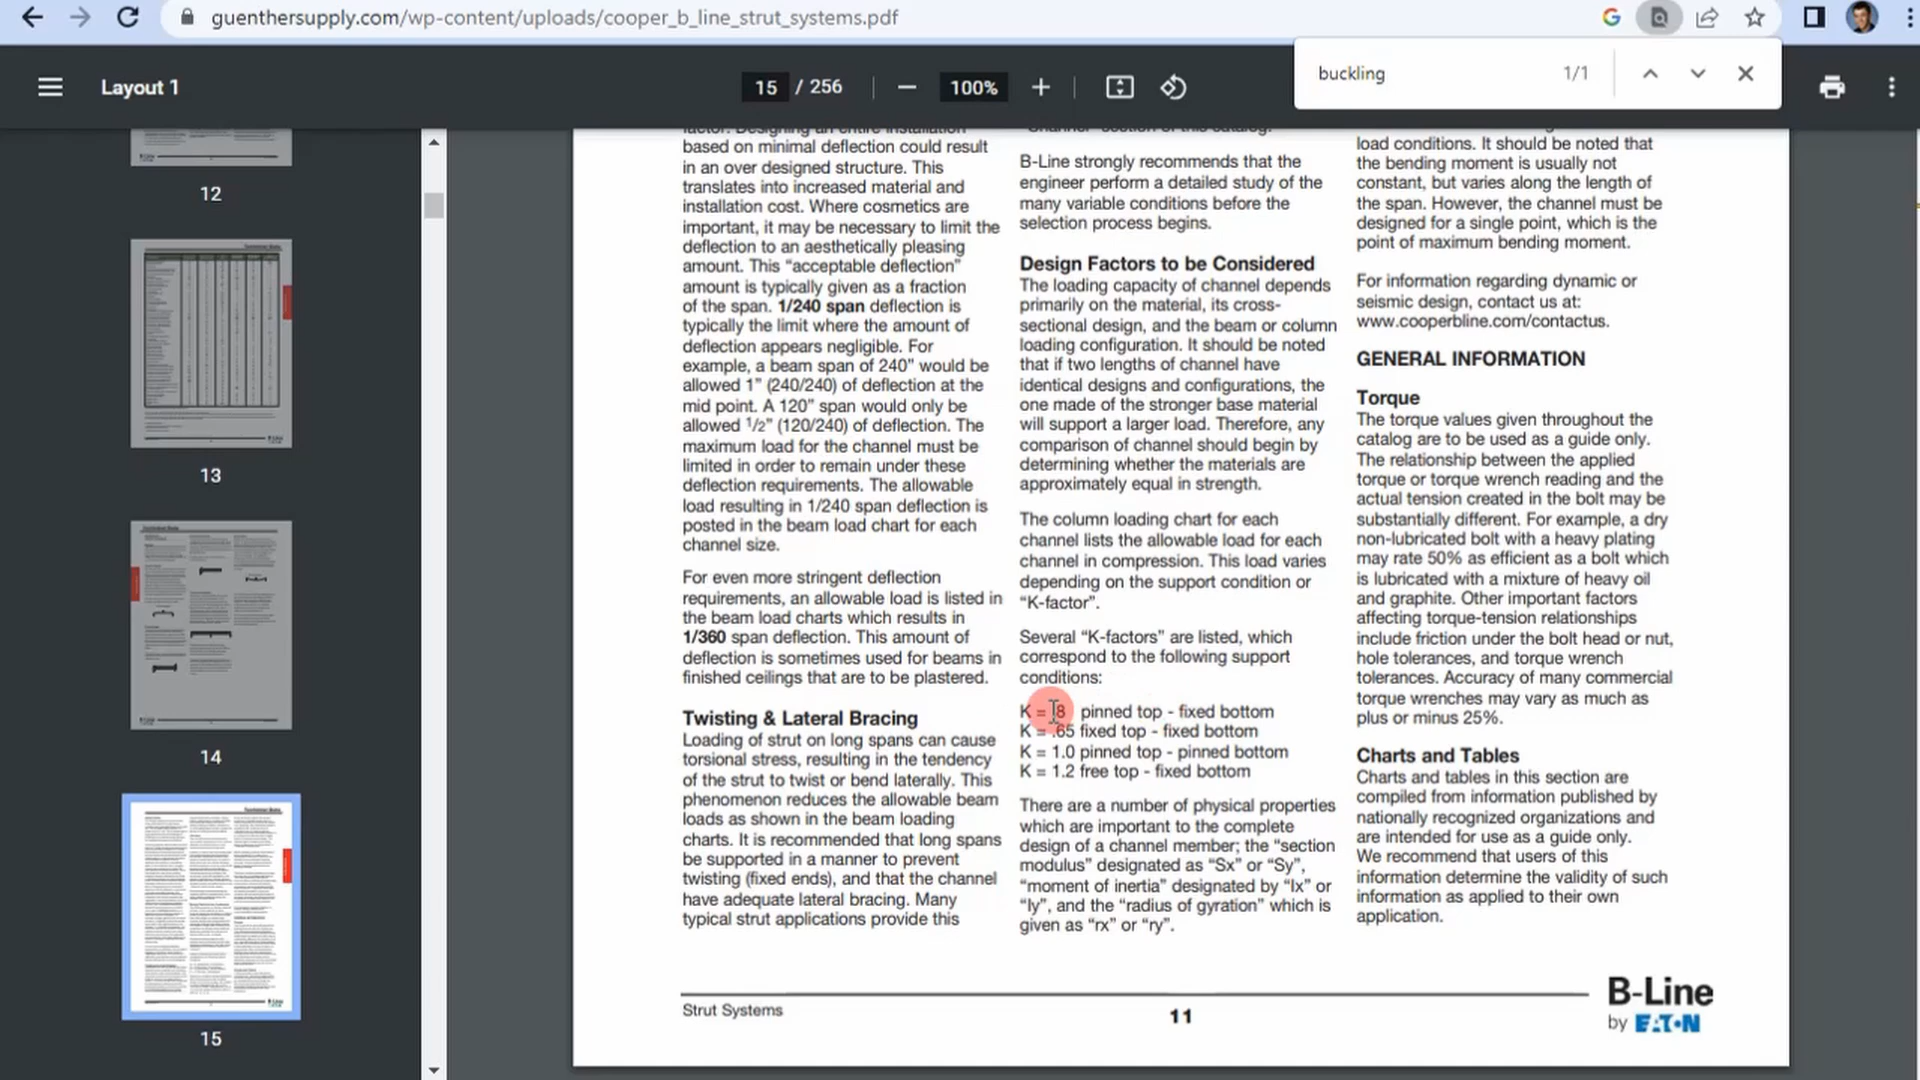 guenthersupply.com/wp-content/uploads/cooper_b_line_strut_systems.pdf
buckling
1/1
Layout 1
15 / 256
100%
12
13
14
15
factor. Designing an entire installation
based on minimal deflection could result
in an over designed structure. This
translates into increased material and
installation cost. Where cosmetics are
important, it may be necessary to limit the
deflection to an aesthetically pleasing
amount. This “acceptable deflection”
amount is typically given as a fraction
of the span. 1/240 span deflection is
typically the limit where the amount of
deflection appears negligible. For
example, a beam span of 240” would be
allowed 1” (240/240) of deflection at the
mid point. A 120” span would only be
allowed 1/2” (120/240) of deflection. The
maximum load for the channel must be
limited in order to remain under these
deflection requirements. The allowable
load resulting in 1/240 span deflection is
posted in the beam load chart for each
channel size.
For even more stringent deflection
requirements, an allowable load is listed in
the beam load charts which results in
1/360 span deflection. This amount of
deflection is sometimes used for beams in
finished ceilings that are to be plastered.
Twisting & Lateral Bracing
Loading of strut on long spans can cause
torsional stress, resulting in the tendency
of the strut to twist or bend laterally. This
phenomenon reduces the allowable beam
loads as shown in the beam loading
charts. It is recommended that long spans
be supported in a manner to prevent
twisting (fixed ends), and that the channel
have adequate lateral bracing. Many
typical strut applications provide this
“Channel” section of this catalog.
B-Line strongly recommends that the
engineer perform a detailed study of the
many variable conditions before the
selection process begins.
Design Factors to be Considered
The loading capacity of channel depends
primarily on the material, its cross-
sectional design, and the beam or column
loading configuration. It should be noted
that if two lengths of channel have
identical designs and configurations, the
one made of the stronger base material
will support a larger load. Therefore, any
comparison of channel should begin by
determining whether the materials are
approximately equal in strength.
The column loading chart for each
channel lists the allowable load for each
channel in compression. This load varies
depending on the support condition or
“K-factor”.
Several “K-factors” are listed, which
correspond to the following support
conditions:
K = .8 pinned top - fixed bottom
K = .65 fixed top - fixed bottom
K = 1.0 pinned top - pinned bottom
K = 1.2 free top - fixed bottom
There are a number of physical properties
which are important to the complete
design of a channel member; the “section
modulus” designated as “Sx” or “Sy”,
“moment of inertia” designated by “Ix” or
“Iy”, and the “radius of gyration” which is
given as “rx” or “ry”.
load conditions. It should be noted that
the bending moment is usually not
constant, but varies along the length of
the span. However, the channel must be
designed for a single point, which is the
point of maximum bending moment.
For information regarding dynamic or
seismic design, contact us at:
www.cooperbline.com/contactus.
GENERAL INFORMATION
Torque
The torque values given throughout the
catalog are to be used as a guide only.
The relationship between the applied
torque or torque wrench reading and the
actual tension created in the bolt may be
substantially different. For example, a dry
non-lubricated bolt with a heavy plating
may rate 50% as efficient as a bolt which
is lubricated with a mixture of heavy oil
and graphite. Other important factors
affecting torque-tension relationships
include friction under the bolt head or nut,
hole tolerances, and torque wrench
tolerances. Accuracy of many commercial
torque wrenches may vary as much as
plus or minus 25%.
Charts and Tables
Charts and tables in this section are
compiled from information published by
nationally recognized organizations and
are intended for use as a guide only.
We recommend that users of this
information determine the validity of such
information as applied to their own
application.
Strut Systems
11
B-Line
by EATON